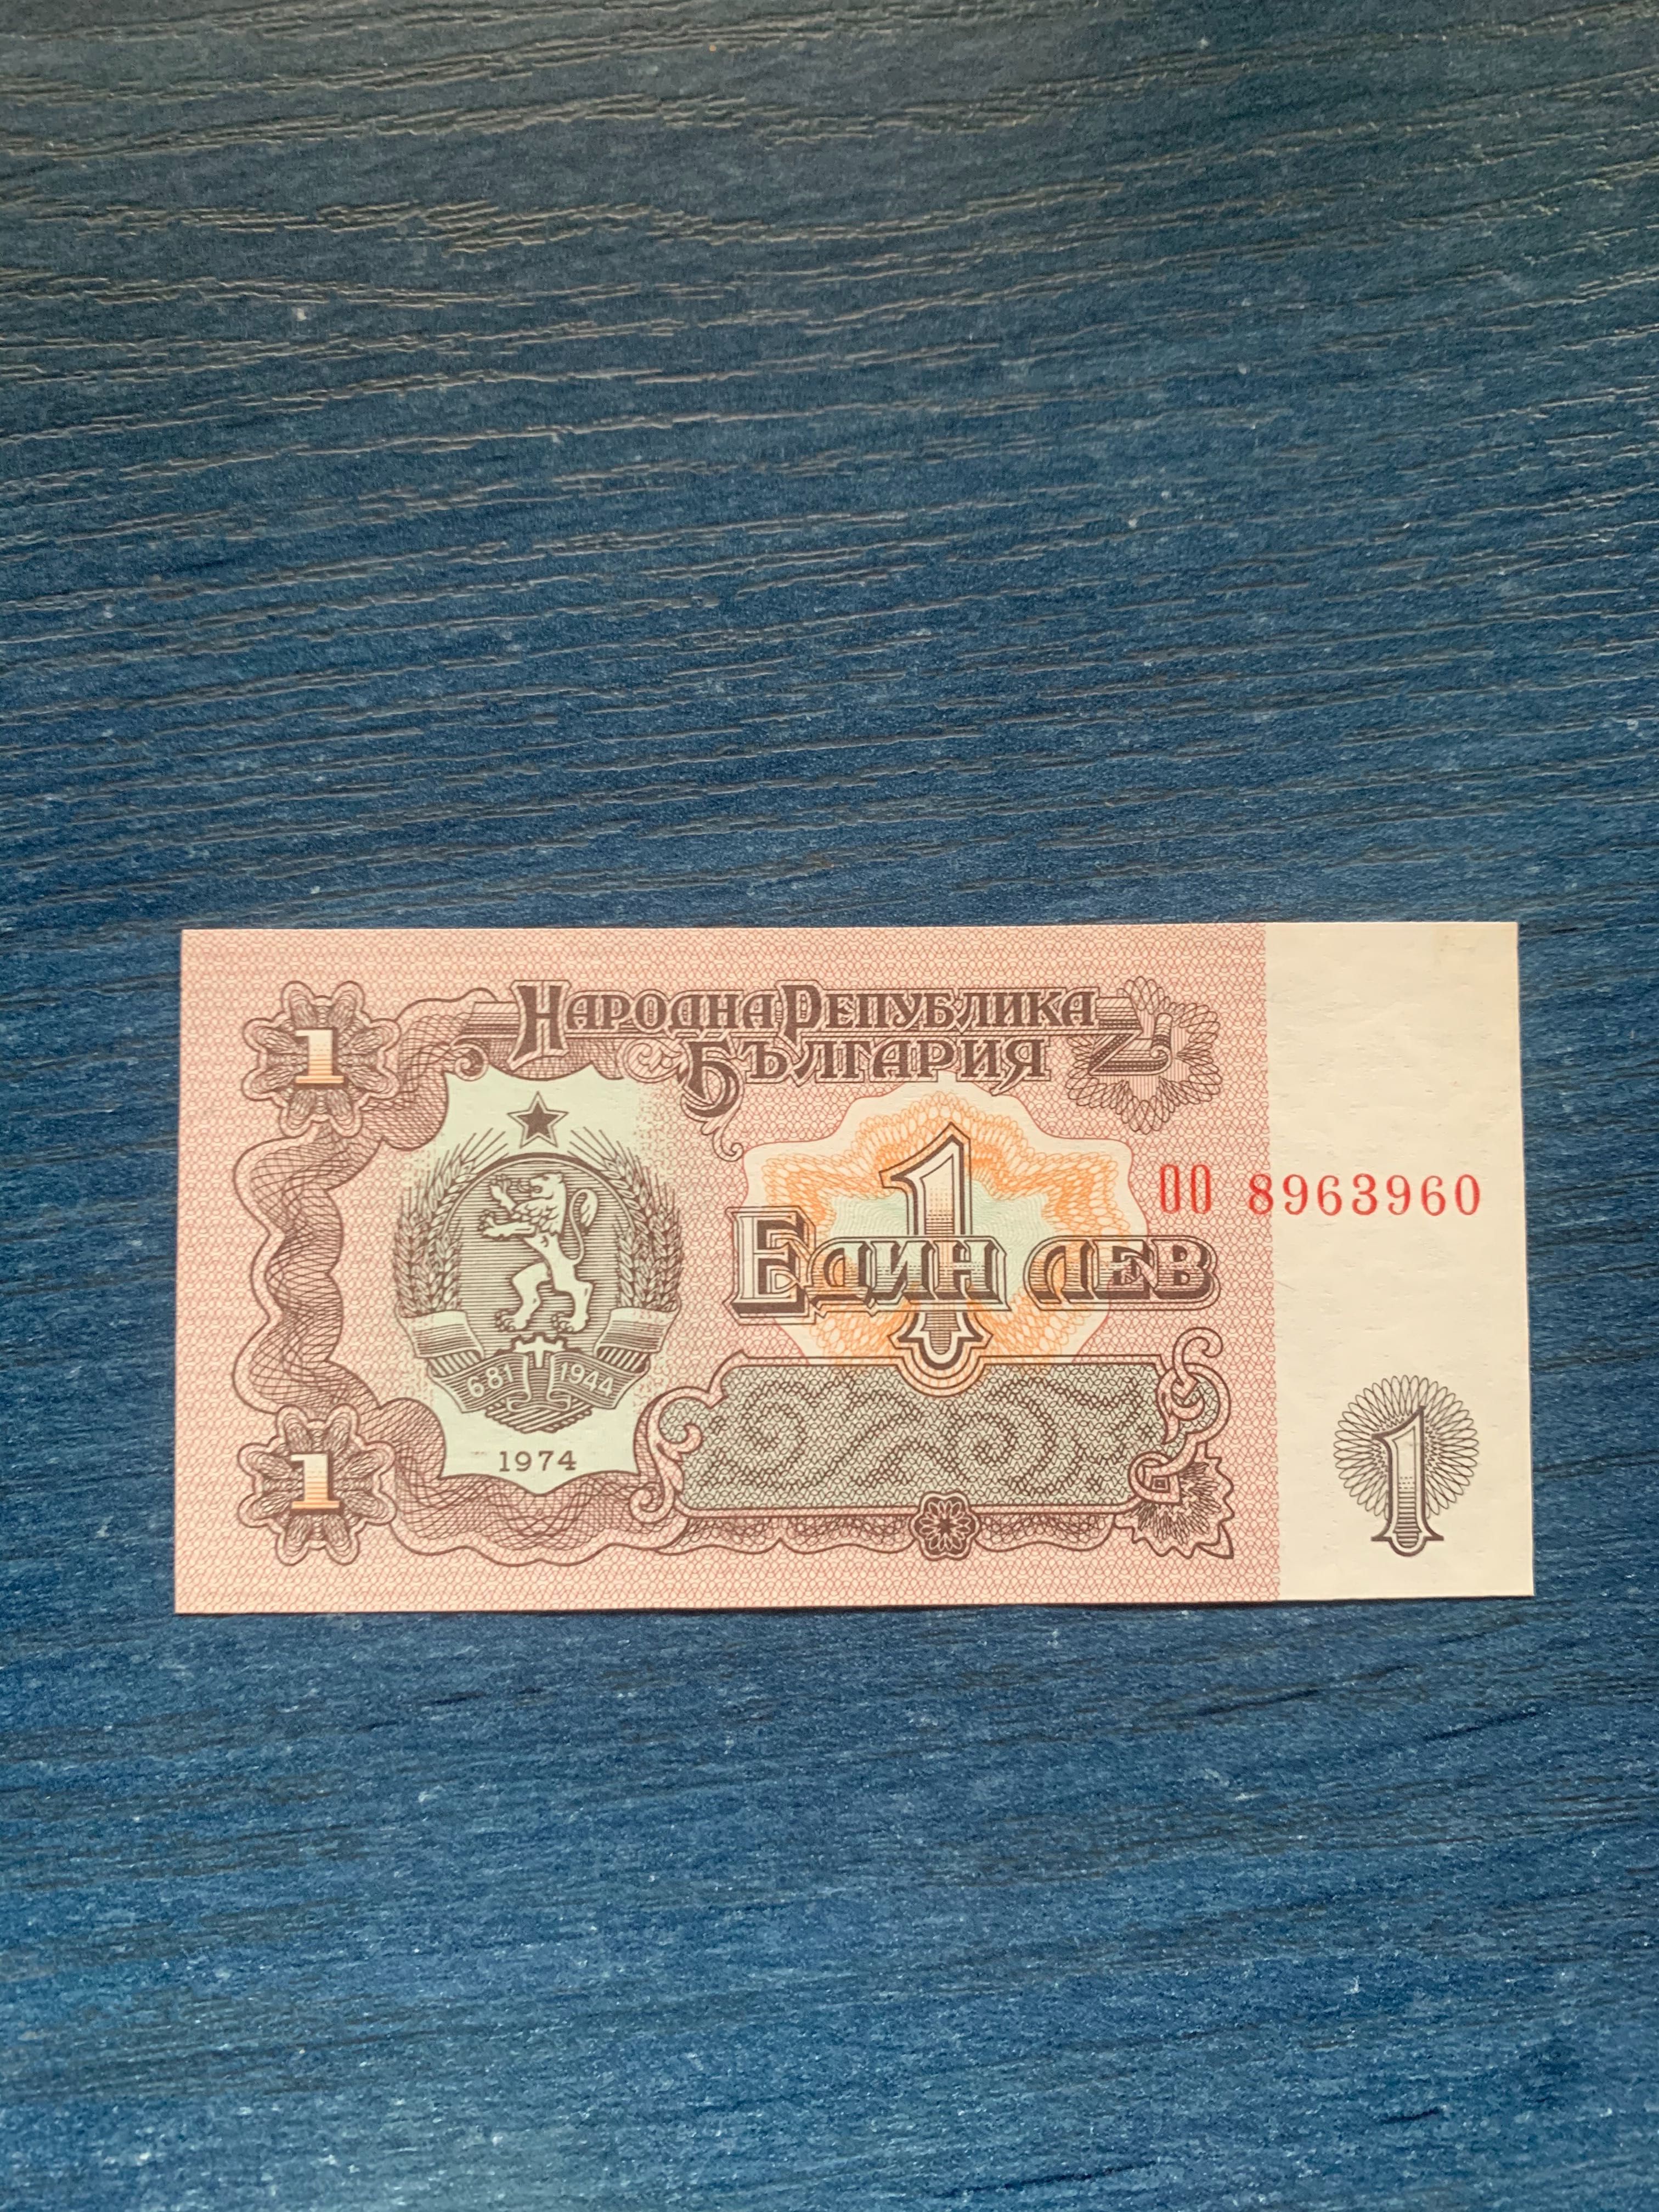 1
НАРОДНА РЕПУБЛИКА
БЪЛГАРИЯ
1
ЕДИН ЛЕВ
ОО 8963960
681 1944
1974
1
1